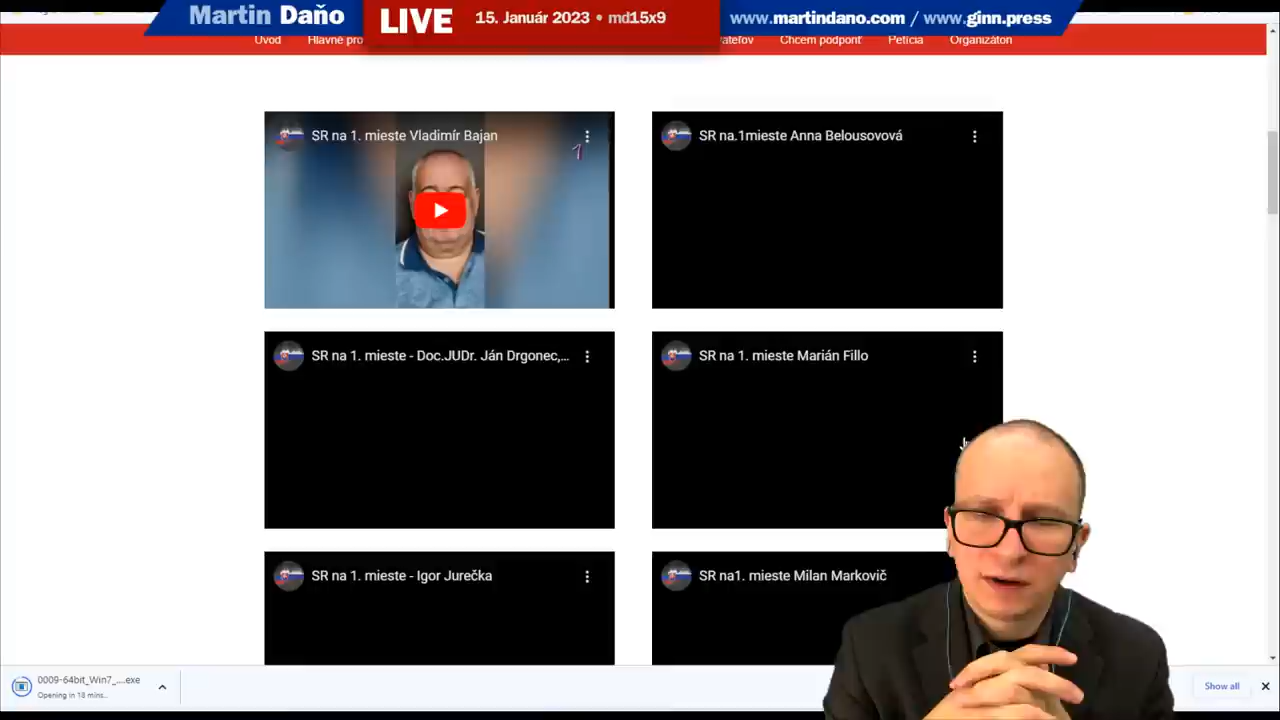 Martin Daňo
LIVE
15. Január 2023 • md15x9
www.martindano.com / www.ginn.press
Úvod
Hlavné pro
vateľov
Chcem podporiť
Petícia
Organizátori
SR na 1. mieste Vladimír Bajan
1
SR na.1mieste Anna Belousovová
SR na 1. mieste - Doc.JUDr. Ján Drgonec,...
SR na 1. mieste Marián Fillo
SR na 1. mieste - Igor Jurečka
SR na1. mieste Milan Markovič
0009-64bit_Win7_....exe
Opening in 18 mins...
Show all